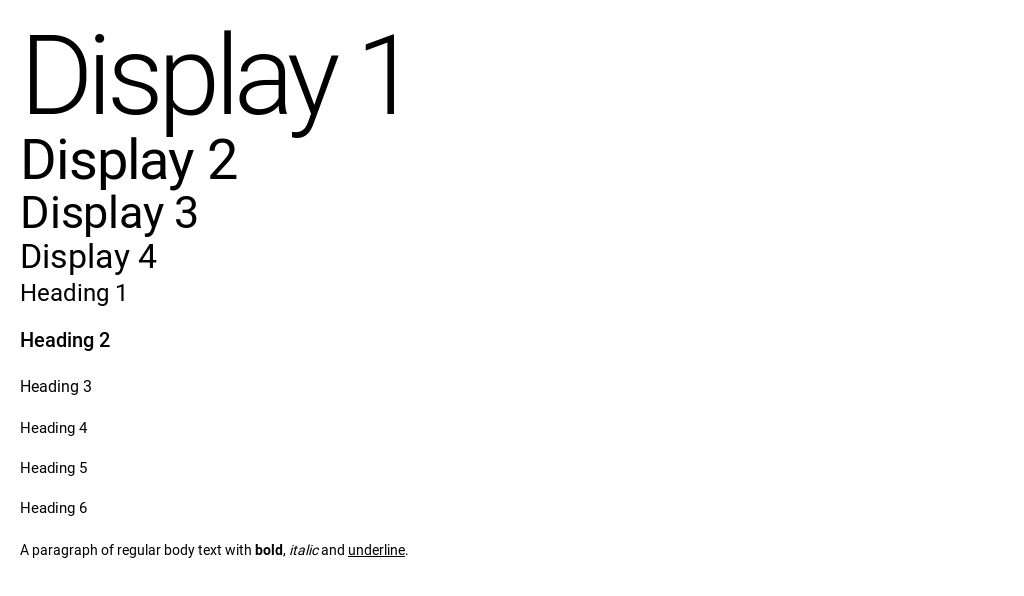 Display 1
Display 2
Display 3
Display 4
Heading 1
Heading 2
Heading 3
Heading 4
Heading 5
Heading 6
A paragraph of regular body text with bold, italic and underline.